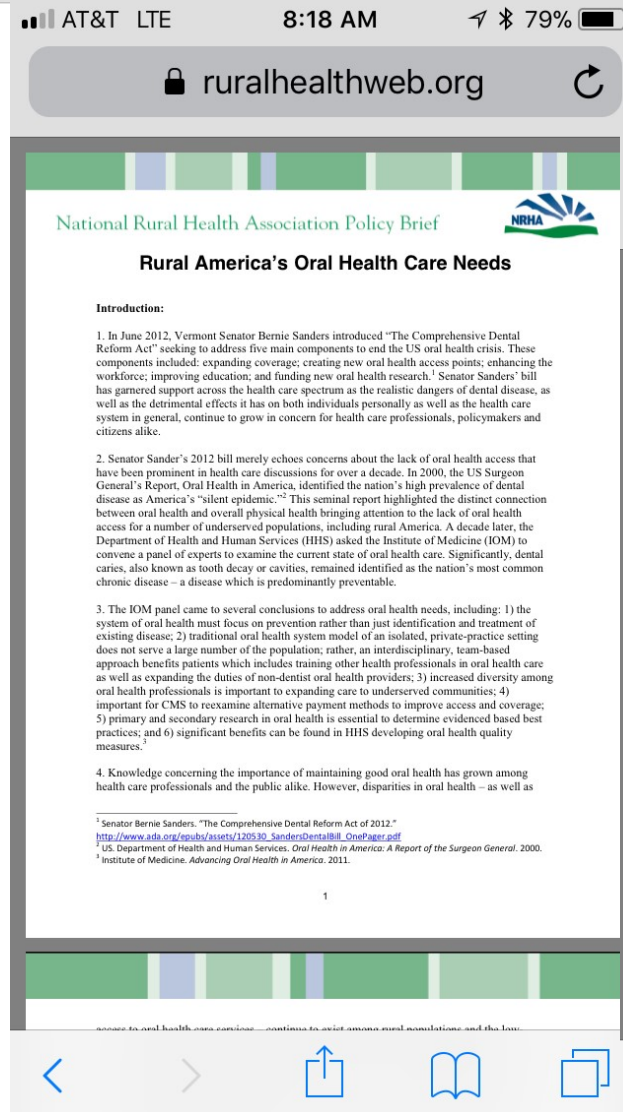 AT&T LTE 8:18 AM 79%
ruralhealthweb.org
National Rural Health Association Policy Brief
NRHA
Rural America's Oral Health Care Needs
Introduction:
1. In June 2012, Vermont Senator Bernie Sanders introduced "The Comprehensive Dental
Reform Act" seeking to address five main components to end the US oral health crisis. These
components included: expanding coverage; creating new oral health access points; enhancing the
workforce; improving education; and funding new oral health research.1 Senator Sanders' bill
has garnered support across the health care spectrum as the realistic dangers of dental disease, as
well as the detrimental effects it has on both individuals personally as well as the health care
system in general, continue to grow in concern for health care professionals, policymakers and
citizens alike.
2. Senator Sander's 2012 bill merely echoes concerns about the lack of oral health access that
have been prominent in health care discussions for over a decade. In 2000, the US Surgeon
General's Report, Oral Health in America, identified the nation's high prevalence of dental
disease as America's "silent epidemic."2 This seminal report highlighted the distinct connection
between oral health and overall physical health bringing attention to the lack of oral health
access for a number of underserved populations, including rural America. A decade later, the
Department of Health and Human Services (HHS) asked the Institute of Medicine (IOM) to
convene a panel of experts to examine the current state of oral health care. Significantly, dental
caries, also known as tooth decay or cavities, remained identified as the nation's most common
chronic disease – a disease which is predominantly preventable.
3. The IOM panel came to several conclusions to address oral health needs, including: 1) the
system of oral health must focus on prevention rather than just identification and treatment of
existing disease; 2) traditional oral health system model of an isolated, private-practice setting
does not serve a large number of the population; rather, an interdisciplinary, team-based
approach benefits patients which includes training other health professionals in oral health care
as well as expanding the duties of non-dentist oral health providers; 3) increased diversity among
oral health professionals is important to expanding care to underserved communities; 4)
important for CMS to reexamine alternative payment methods to improve access and coverage;
5) primary and secondary research in oral health is essential to determine evidenced based best
practices; and 6) significant benefits can be found in HHS developing oral health quality
measures.3
4. Knowledge concerning the importance of maintaining good oral health has grown among
health care professionals and the public alike. However, disparities in oral health – as well as
1 Senator Bernie Sanders. "The Comprehensive Dental Reform Act of 2012."
http://www.ada.org/epubs/assets/120530_SandersDentalBill_OnePager.pdf
2 US. Department of Health and Human Services. Oral Health in America: A Report of the Surgeon General. 2000.
3 Institute of Medicine. Advancing Oral Health in America. 2011.
1
access to oral health care services – continue to exist among rural populations and the low-